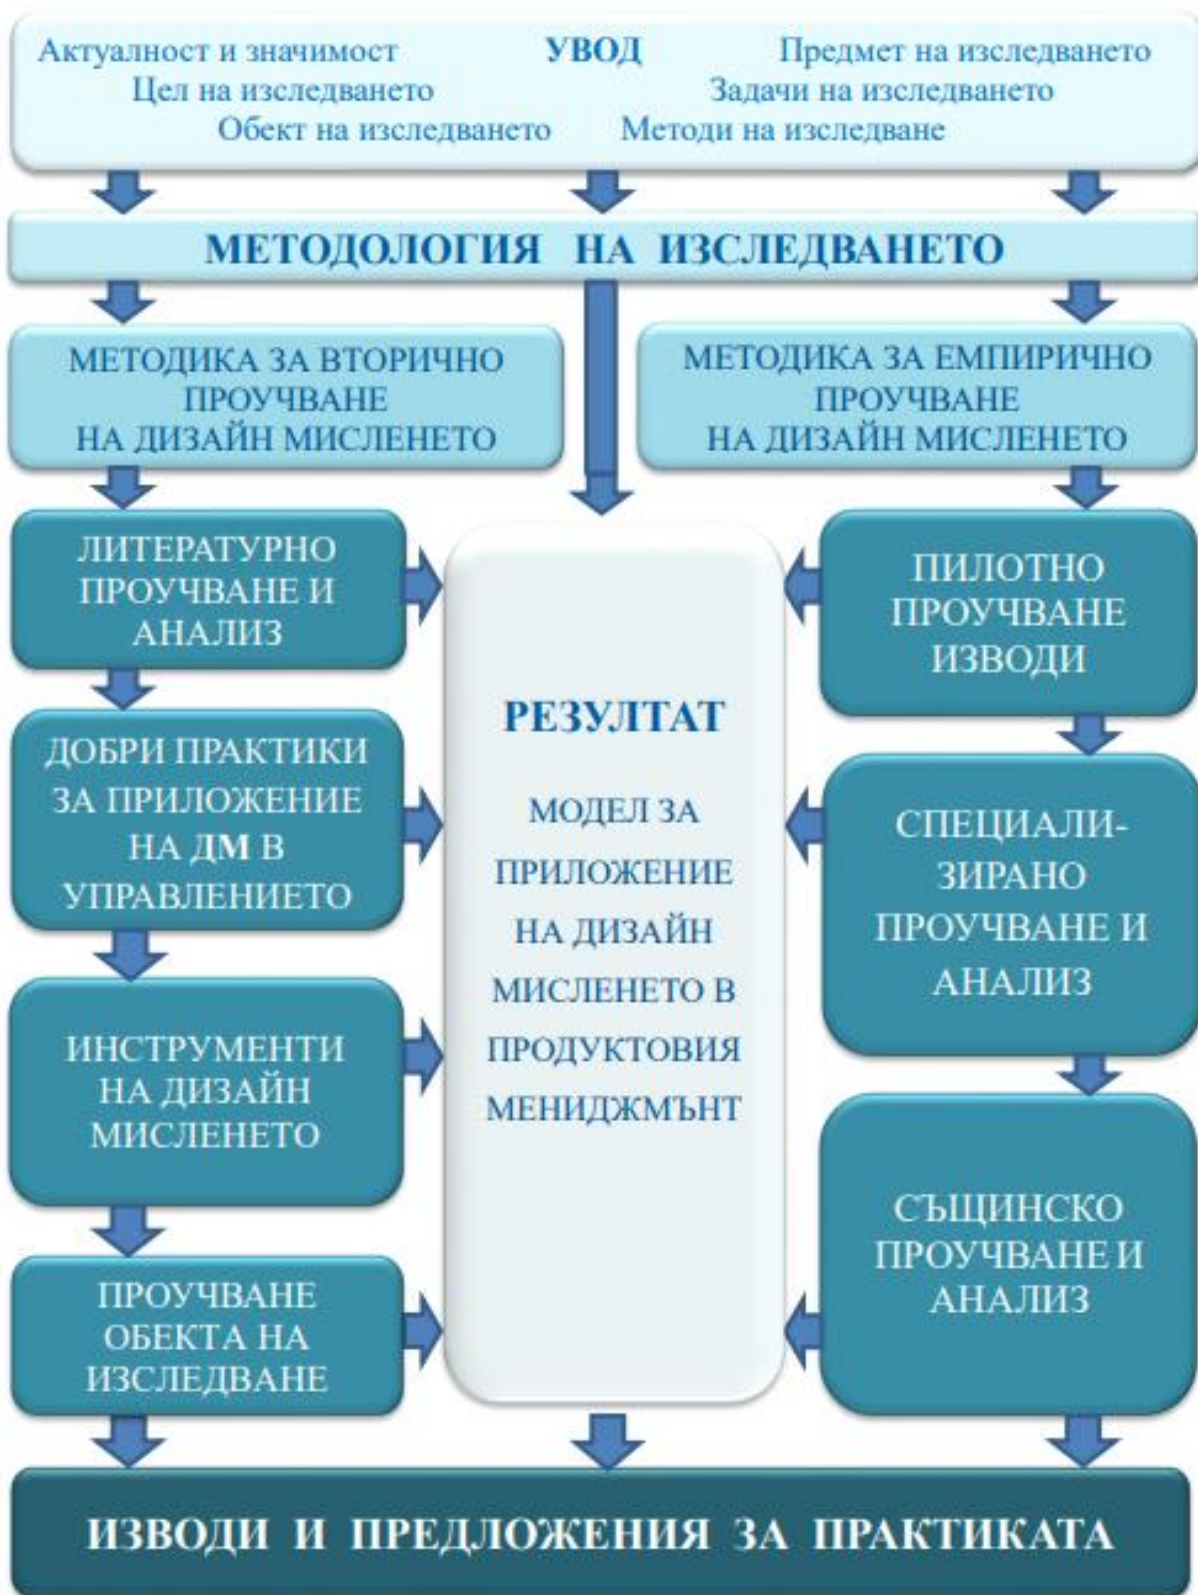 УВОД
Актуалност и значимост
Предмет на изследването
Цел на изследването
Задачи на изследването
Обект на изследването
Методи на изследване
МЕТОДОЛОГИЯ НА ИЗСЛЕДВАНЕТО
МЕТОДИКА ЗА ВТОРИЧНО
ПРОУЧВАНЕ
НА ДИЗАЙН МИСЛЕНЕТО
МЕТОДИКА ЗА ЕМПИРИЧНО
ПРОУЧВАНЕ
НА ДИЗАЙН МИСЛЕНЕТО
ЛИТЕРАТУРНО
ПРОУЧВАНЕ И
АНАЛИЗ
ДОБРИ ПРАКТИКИ
ЗА ПРИЛОЖЕНИЕ
НА ДМ В
УПРАВЛЕНИЕТО
ИНСТРУМЕНТИ
НА ДИЗАЙН
МИСЛЕНЕТО
ПРОУЧВАНЕ
ОБЕКТА НА
ИЗСЛЕДВАНЕ
РЕЗУЛТАТ
МОДЕЛ ЗА
ПРИЛОЖЕНИЕ
НА ДИЗАЙН
МИСЛЕНЕТО В
ПРОДУКТОВИЯ
МЕНИДЖМЪНТ
ПИЛОТНО
ПРОУЧВАНЕ
ИЗВОДИ
СПЕЦИАЛИ-
ЗИРАНО
ПРОУЧВАНЕ И
АНАЛИЗ
СЪЩИНСКО
ПРОУЧВАНЕ И
АНАЛИЗ
ИЗВОДИ И ПРЕДЛОЖЕНИЯ ЗА ПРАКТИКАТА